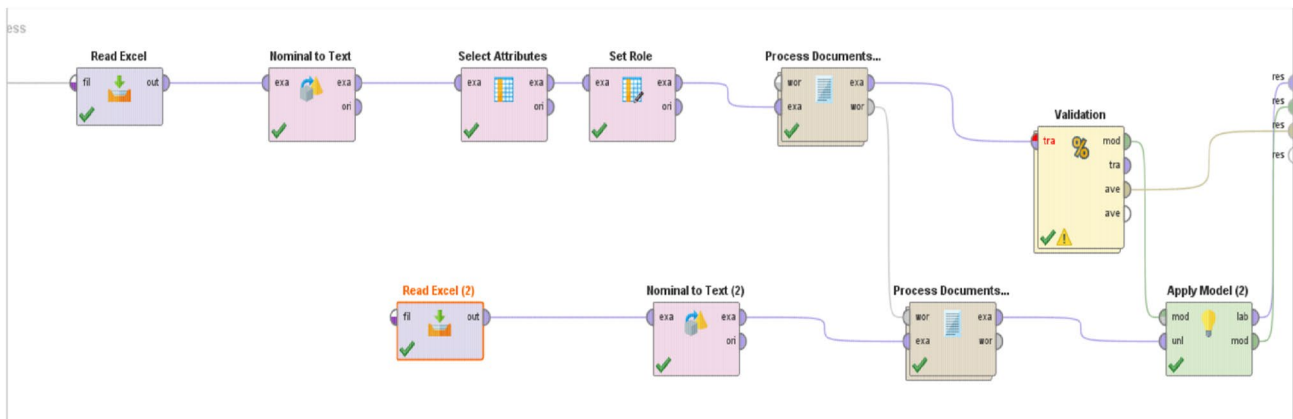 ess
Read Excel
fil out
Nominal to Text
exa exa
ori
Select Attributes
exa exa
ori
Set Role
exa exa
ori
Process Documents...
wor exa
exa wor
Validation
tra mod
tra
ave
ave
res
res
res
res
Read Excel (2)
fil out
Nominal to Text (2)
exa exa
ori
Process Documents...
wor exa
exa wor
Apply Model (2)
mod lab
unl mod